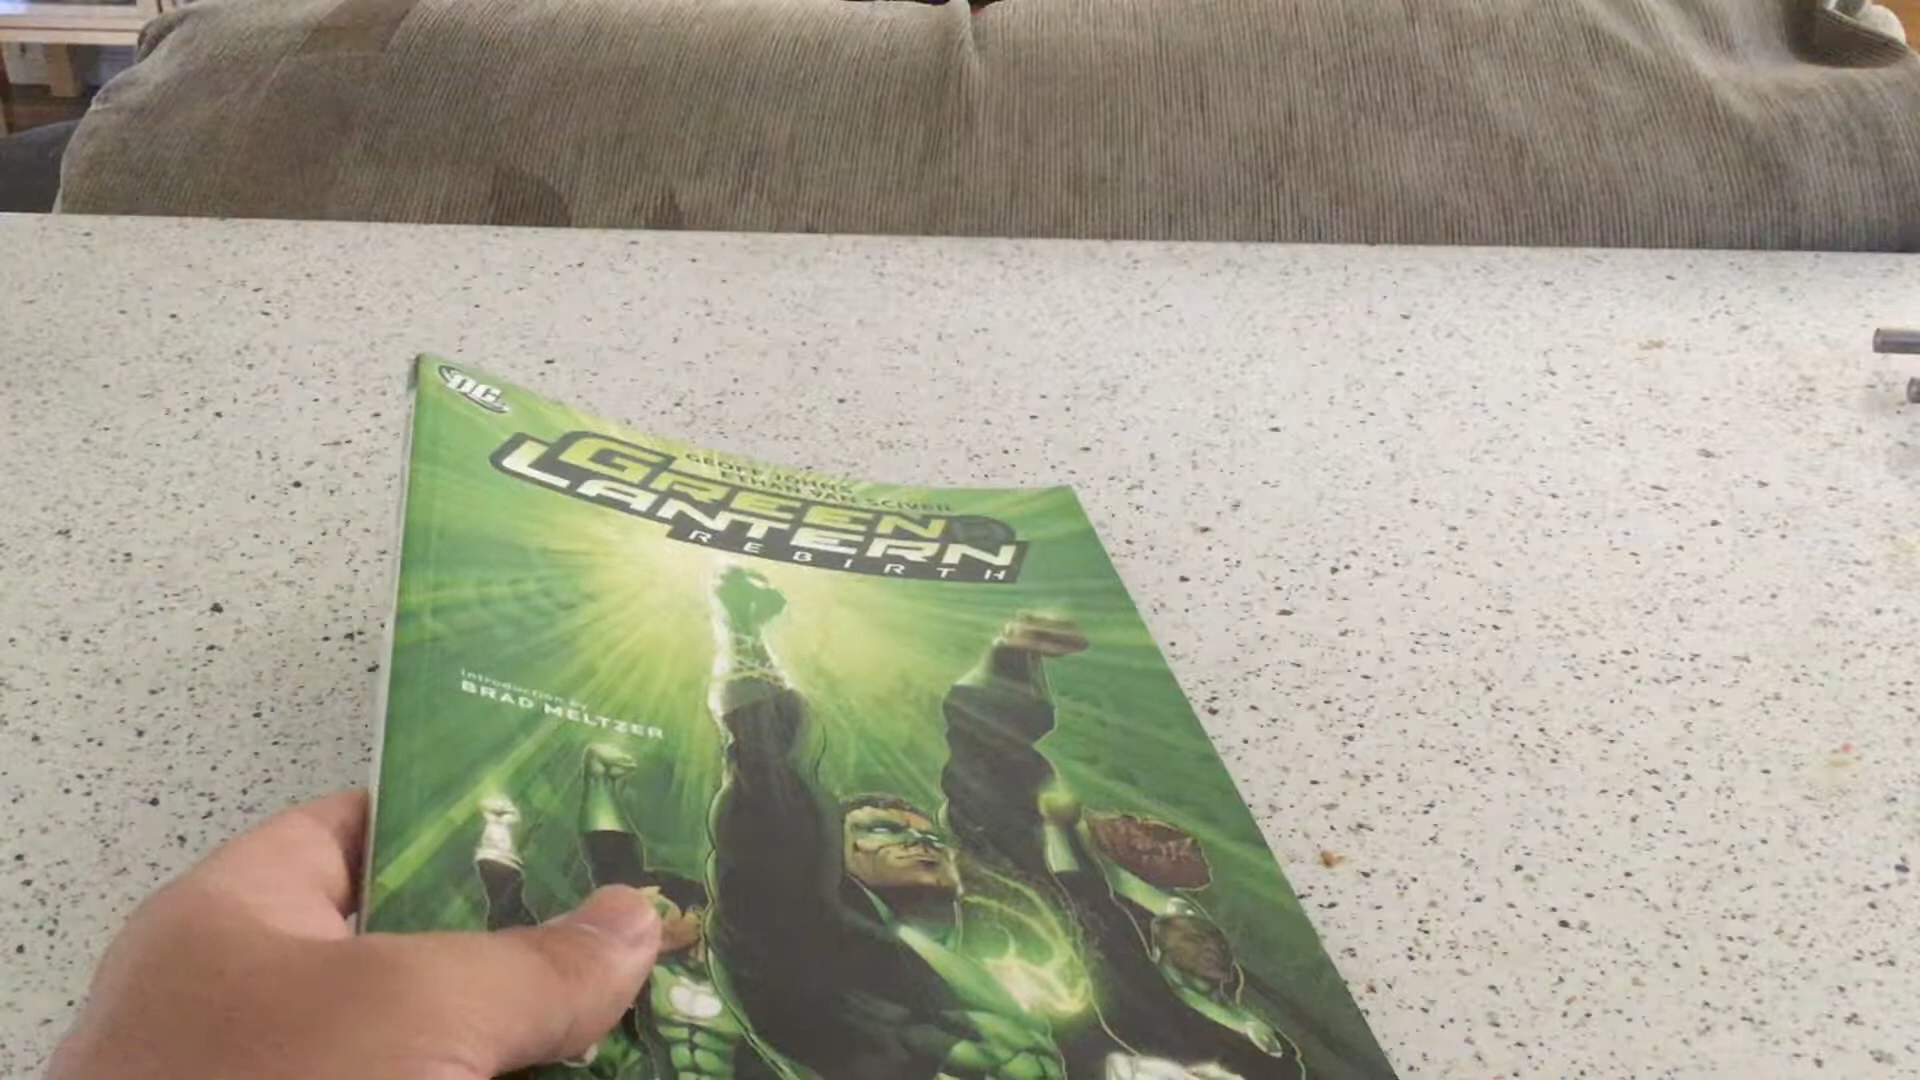 DC
GEOFF JOHNS
ETHAN VAN SCIVER
GREEN
LANTERN
REBIRTH
Introduction by
BRAD MELTZER